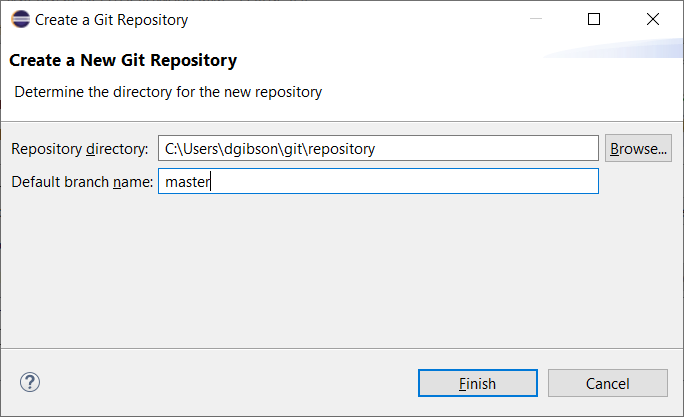 Create a Git Repository
Create a New Git Repository
Determine the directory for the new repository
Repository directory: C:\Users\dgibson\git\repository Browse...
Default branch name: master
Finish Cancel